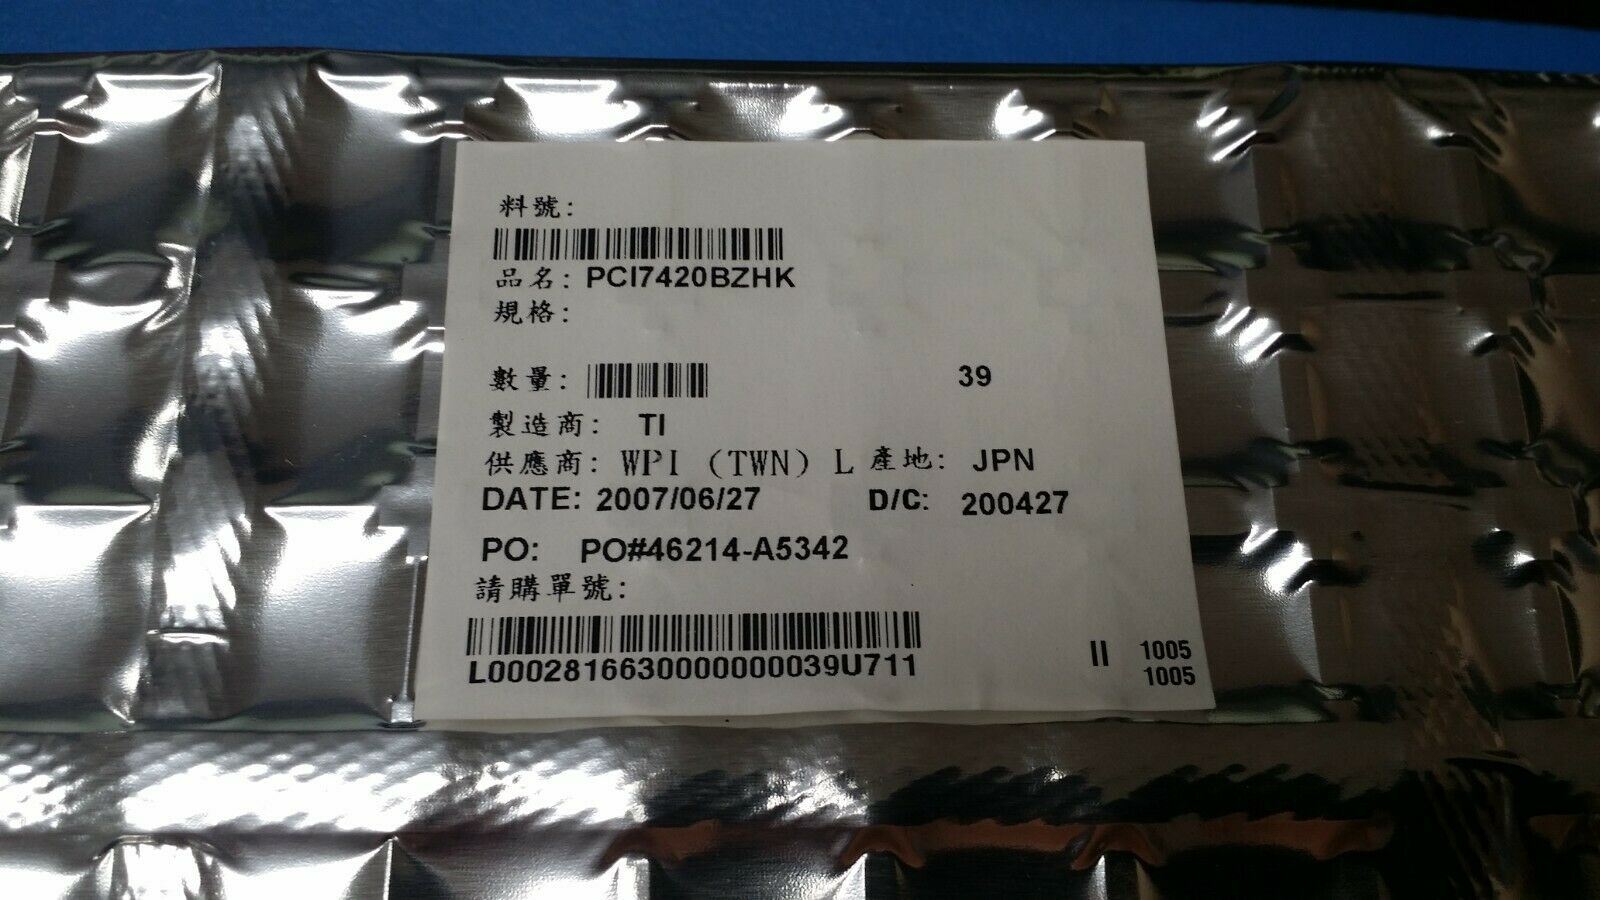 料號:
品名: PCI7420BZHK
規格:
數量: 39
製造商: TI
供應商: WPI (TWN) L 產地: JPN
DATE: 2007/06/27 D/C: 200427
PO: PO#46214-A5342
請購單號:
L00028166300000000039U711
II 1005
1005